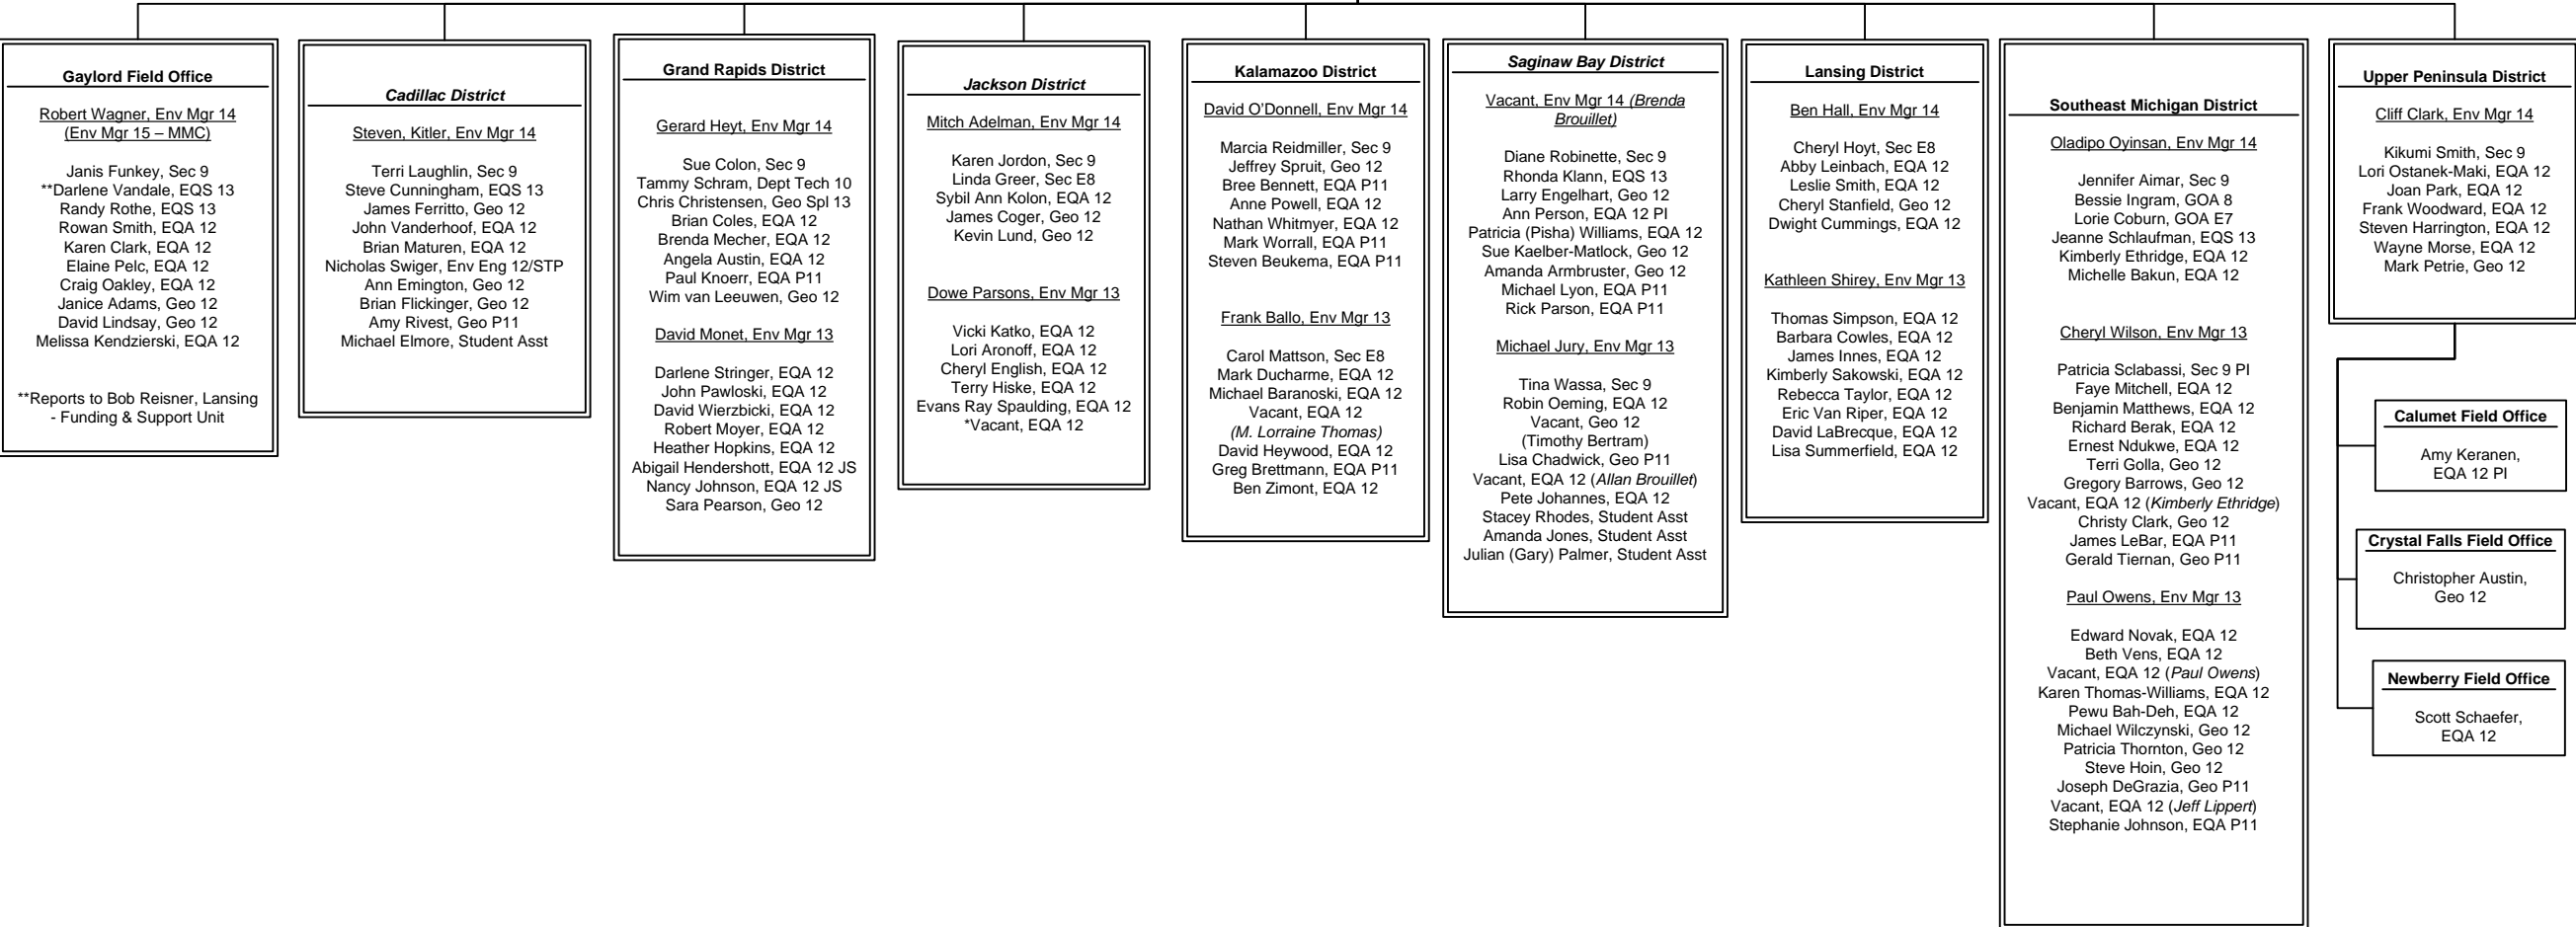 Gaylord Field Office
Robert Wagner, Env Mgr 14
(Env Mgr 15 – MMC)
Janis Funkey, Sec 9
**Darlene Vandale, EQS 13
Randy Rothe, EQS 13
Rowan Smith, EQA 12
Karen Clark, EQA 12
Elaine Pelc, EQA 12
Craig Oakley, EQA 12
Janice Adams, Geo 12
David Lindsay, Geo 12
Melissa Kendzierski, EQA 12
**Reports to Bob Reisner, Lansing
- Funding & Support Unit
Cadillac District
Steven, Kitler, Env Mgr 14
Terri Laughlin, Sec 9
Steve Cunningham, EQS 13
James Ferritto, Geo 12
John Vanderhoof, EQA 12
Brian Maturen, EQA 12
Nicholas Swiger, Env Eng 12/STP
Ann Emington, Geo 12
Brian Flickinger, Geo 12
Amy Rivest, Geo P11
Michael Elmore, Student Asst
Grand Rapids District
Gerard Heyt, Env Mgr 14
Sue Colon, Sec 9
Tammy Schram, Dept Tech 10
Chris Christensen, Geo Spl 13
Brian Coles, EQA 12
Brenda Mecher, EQA 12
Angela Austin, EQA 12
Paul Knoerr, EQA P11
Wim van Leeuwen, Geo 12
David Monet, Env Mgr 13
Darlene Stringer, EQA 12
John Pawloski, EQA 12
David Wierzbicki, EQA 12
Robert Moyer, EQA 12
Heather Hopkins, EQA 12
Abigail Hendershott, EQA 12 JS
Nancy Johnson, EQA 12 JS
Sara Pearson, Geo 12
Jackson District
Mitch Adelman, Env Mgr 14
Karen Jordon, Sec 9
Linda Greer, Sec E8
Sybil Ann Kolon, EQA 12
James Coger, Geo 12
Kevin Lund, Geo 12
Dowe Parsons, Env Mgr 13
Vicki Katko, EQA 12
Lori Aronoff, EQA 12
Cheryl English, EQA 12
Terry Hiske, EQA 12
Evans Ray Spaulding, EQA 12
*Vacant, EQA 12
Kalamazoo District
David O’Donnell, Env Mgr 14
Marcia Reidmiller, Sec 9
Jeffrey Spruit, Geo 12
Bree Bennett, EQA P11
Anne Powell, EQA 12
Nathan Whitmyer, EQA 12
Mark Worrall, EQA P11
Steven Beukema, EQA P11
Frank Ballo, Env Mgr 13
Carol Mattson, Sec E8
Mark Ducharme, EQA 12
Michael Baranoski, EQA 12
Vacant, EQA 12
(M. Lorraine Thomas)
David Heywood, EQA 12
Greg Brettmann, EQA P11
Ben Zimont, EQA 12
Saginaw Bay District
Vacant, Env Mgr 14 (Brenda
Brouillet)
Diane Robinette, Sec 9
Rhonda Klann, EQS 13
Larry Engelhart, Geo 12
Ann Person, EQA 12 PI
Patricia (Pisha) Williams, EQA 12
Sue Kaelber-Matlock, Geo 12
Amanda Armbruster, Geo 12
Michael Lyon, EQA P11
Rick Parson, EQA P11
Michael Jury, Env Mgr 13
Tina Wassa, Sec 9
Robin Oeming, EQA 12
Vacant, Geo 12
(Timothy Bertram)
Lisa Chadwick, Geo P11
Vacant, EQA 12 (Allan Brouillet)
Pete Johannes, EQA 12
Stacey Rhodes, Student Asst
Amanda Jones, Student Asst
Julian (Gary) Palmer, Student Asst
Lansing District
Ben Hall, Env Mgr 14
Cheryl Hoyt, Sec E8
Abby Leinbach, EQA 12
Leslie Smith, EQA 12
Cheryl Stanfield, Geo 12
Dwight Cummings, EQA 12
Kathleen Shirey, Env Mgr 13
Thomas Simpson, EQA 12
Barbara Cowles, EQA 12
James Innes, EQA 12
Kimberly Sakowski, EQA 12
Rebecca Taylor, EQA 12
Eric Van Riper, EQA 12
David LaBrecque, EQA 12
Lisa Summerfield, EQA 12
Southeast Michigan District
Oladipo Oyinsan, Env Mgr 14
Jennifer Aimar, Sec 9
Bessie Ingram, GOA 8
Lorie Coburn, GOA E7
Jeanne Schlaufman, EQS 13
Kimberly Ethridge, EQA 12
Michelle Bakun, EQA 12
Cheryl Wilson, Env Mgr 13
Patricia Sclabassi, Sec 9 PI
Faye Mitchell, EQA 12
Benjamin Matthews, EQA 12
Richard Berak, EQA 12
Ernest Ndukwe, EQA 12
Terri Golla, Geo 12
Gregory Barrows, Geo 12
Vacant, EQA 12 (Kimberly Ethridge)
Christy Clark, Geo 12
James LeBar, EQA P11
Gerald Tiernan, Geo P11
Paul Owens, Env Mgr 13
Edward Novak, EQA 12
Beth Vens, EQA 12
Vacant, EQA 12 (Paul Owens)
Karen Thomas-Williams, EQA 12
Pewu Bah-Deh, EQA 12
Michael Wilczynski, Geo 12
Patricia Thornton, Geo 12
Steve Hoin, Geo 12
Joseph DeGrazia, Geo P11
Vacant, EQA 12 (Jeff Lippert)
Stephanie Johnson, EQA P11
Upper Peninsula District
Cliff Clark, Env Mgr 14
Kikumi Smith, Sec 9
Lori Ostanek-Maki, EQA 12
Joan Park, EQA 12
Frank Woodward, EQA 12
Steven Harrington, EQA 12
Wayne Morse, EQA 12
Mark Petrie, Geo 12
Calumet Field Office
Amy Keranen,
EQA 12 PI
Crystal Falls Field Office
Christopher Austin,
Geo 12
Newberry Field Office
Scott Schaefer,
EQA 12